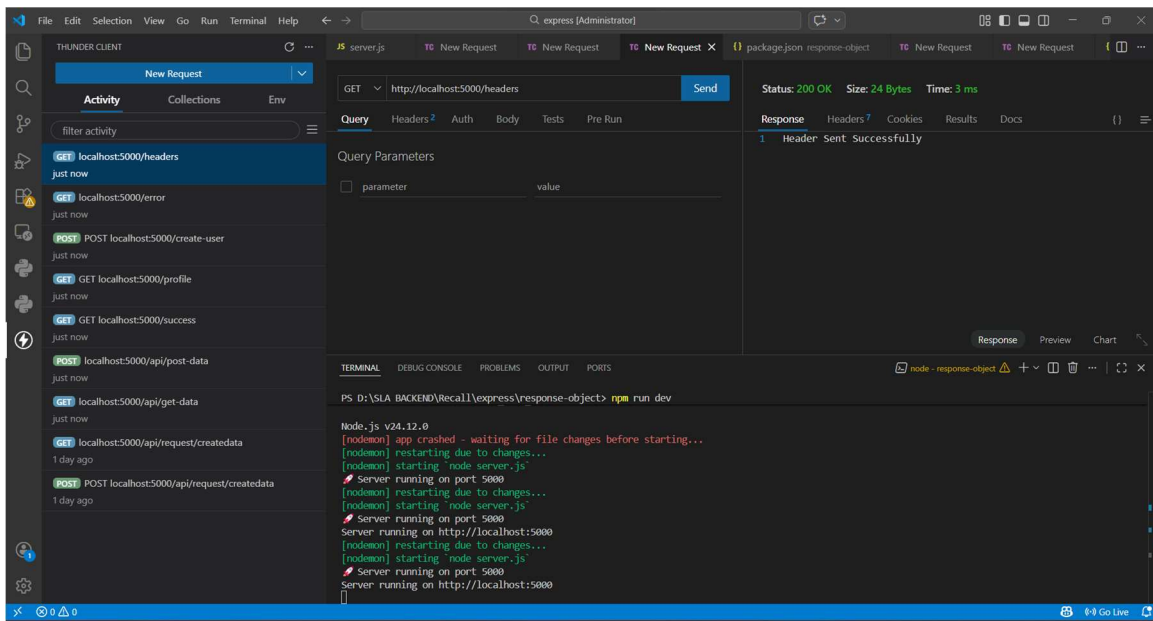 File Edit Selection View Go Run Terminal Help
express [Administrator]
THUNDER CLIENT
New Request
Activity Collections Env
filter activity
GET localhost:5000/headers
just now
GET localhost:5000/error
just now
POST POST localhost:5000/create-user
just now
GET GET localhost:5000/profile
just now
GET GET localhost:5000/success
just now
POST localhost:5000/api/post-data
just now
GET localhost:5000/api/get-data
just now
GET localhost:5000/api/request/createdata
1 day ago
POST POST localhost:5000/api/request/createdata
1 day ago
JS server.js TC New Request TC New Request TC New Request {} package.json response-object TC New Request TC New Request {
GET http://localhost:5000/headers Send
Query Headers 2 Auth Body Tests Pre Run
Query Parameters
parameter value
Status: 200 OK Size: 24 Bytes Time: 3 ms
Response Headers 7 Cookies Results Docs {}
1 Header Sent Successfully
Response Preview Chart
TERMINAL DEBUG CONSOLE PROBLEMS OUTPUT PORTS
node - response-object
PS D:\SLA BACKEND\Recall\express\response-object> npm run dev
Node.js v24.12.0
[nodemon] app crashed - waiting for file changes before starting...
[nodemon] restarting due to changes...
[nodemon] starting `node server.js`
🚀 Server running on port 5000
[nodemon] restarting due to changes...
[nodemon] starting `node server.js`
🚀 Server running on port 5000
Server running on http://localhost:5000
[nodemon] restarting due to changes...
[nodemon] starting `node server.js`
🚀 Server running on port 5000
Server running on http://localhost:5000
1
0 0
Go Live